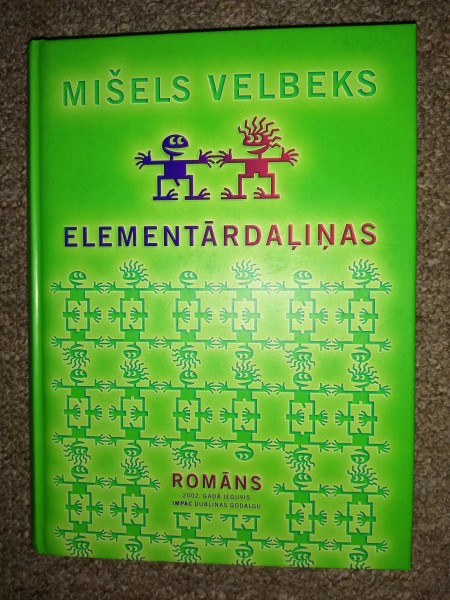 MIŠELS VELBEKS
ELEMENTĀRDAĻIŅAS
ROMĀNS
2002. GADĀ IEGUVIS
IMPAC DUBLINAS GODALGU